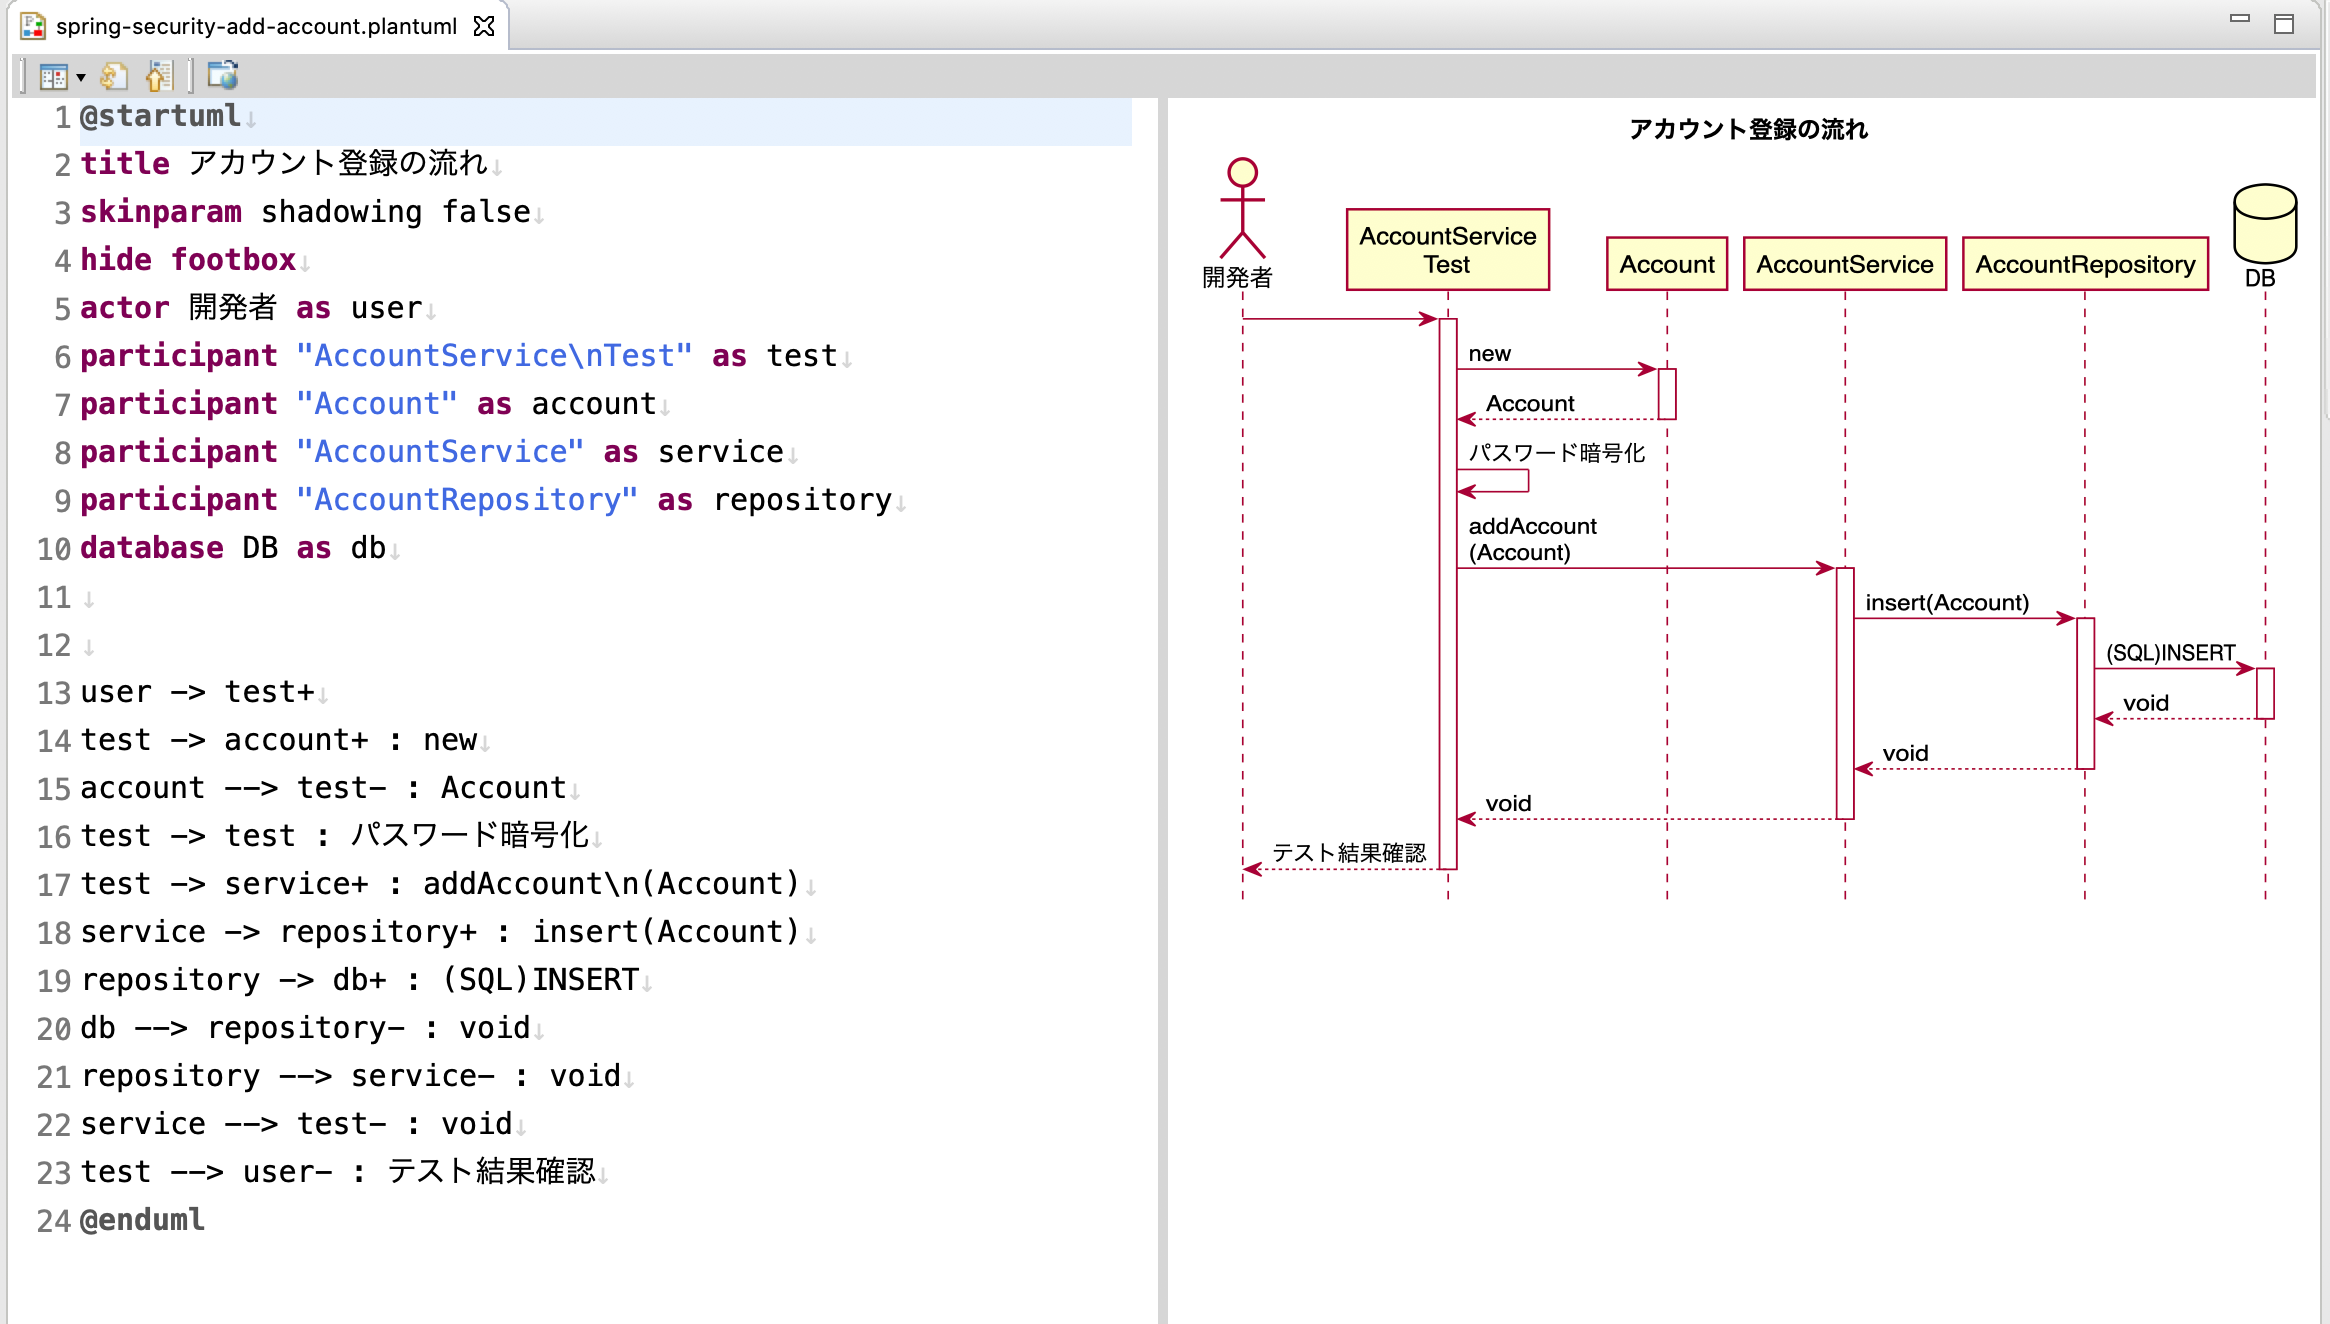 spring-security-add-account.plantuml
1 @startuml↓
2 title アカウント登録の流れ↓
3 skinparam shadowing false↓
4 hide footbox↓
5 actor 開発者 as user↓
6 participant "AccountService\nTest" as test↓
7 participant "Account" as account↓
8 participant "AccountService" as service↓
9 participant "AccountRepository" as repository↓
10 database DB as db↓
11 ↓
12 ↓
13 user -> test+↓
14 test -> account+ : new↓
15 account --> test- : Account↓
16 test -> test : パスワード暗号化↓
17 test -> service+ : addAccount\n(Account)↓
18 service -> repository+ : insert(Account)↓
19 repository -> db+ : (SQL)INSERT↓
20 db --> repository- : void↓
21 repository --> service- : void↓
22 service --> test- : void↓
23 test --> user- : テスト結果確認↓
24 @enduml
アカウント登録の流れ
開発者
AccountService
Test
Account
AccountService
AccountRepository
DB
new
Account
パスワード暗号化
addAccount
(Account)
insert(Account)
(SQL)INSERT
void
void
void
テスト結果確認